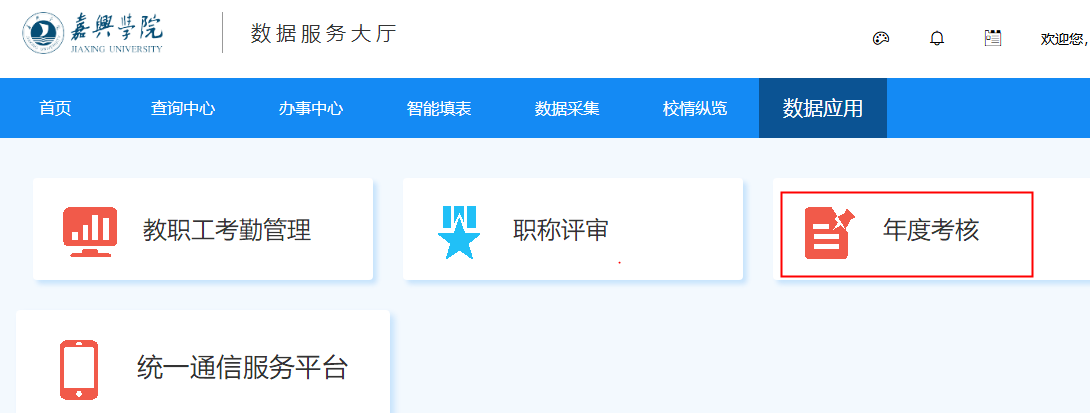 嘉興學院
JIAXING UNIVERSITY
数据服务大厅
欢迎您,
首页 查询中心 办事中心 智能填表 数据采集 校情纵览 数据应用
教职工考勤管理 职称评审 年度考核
统一通信服务平台